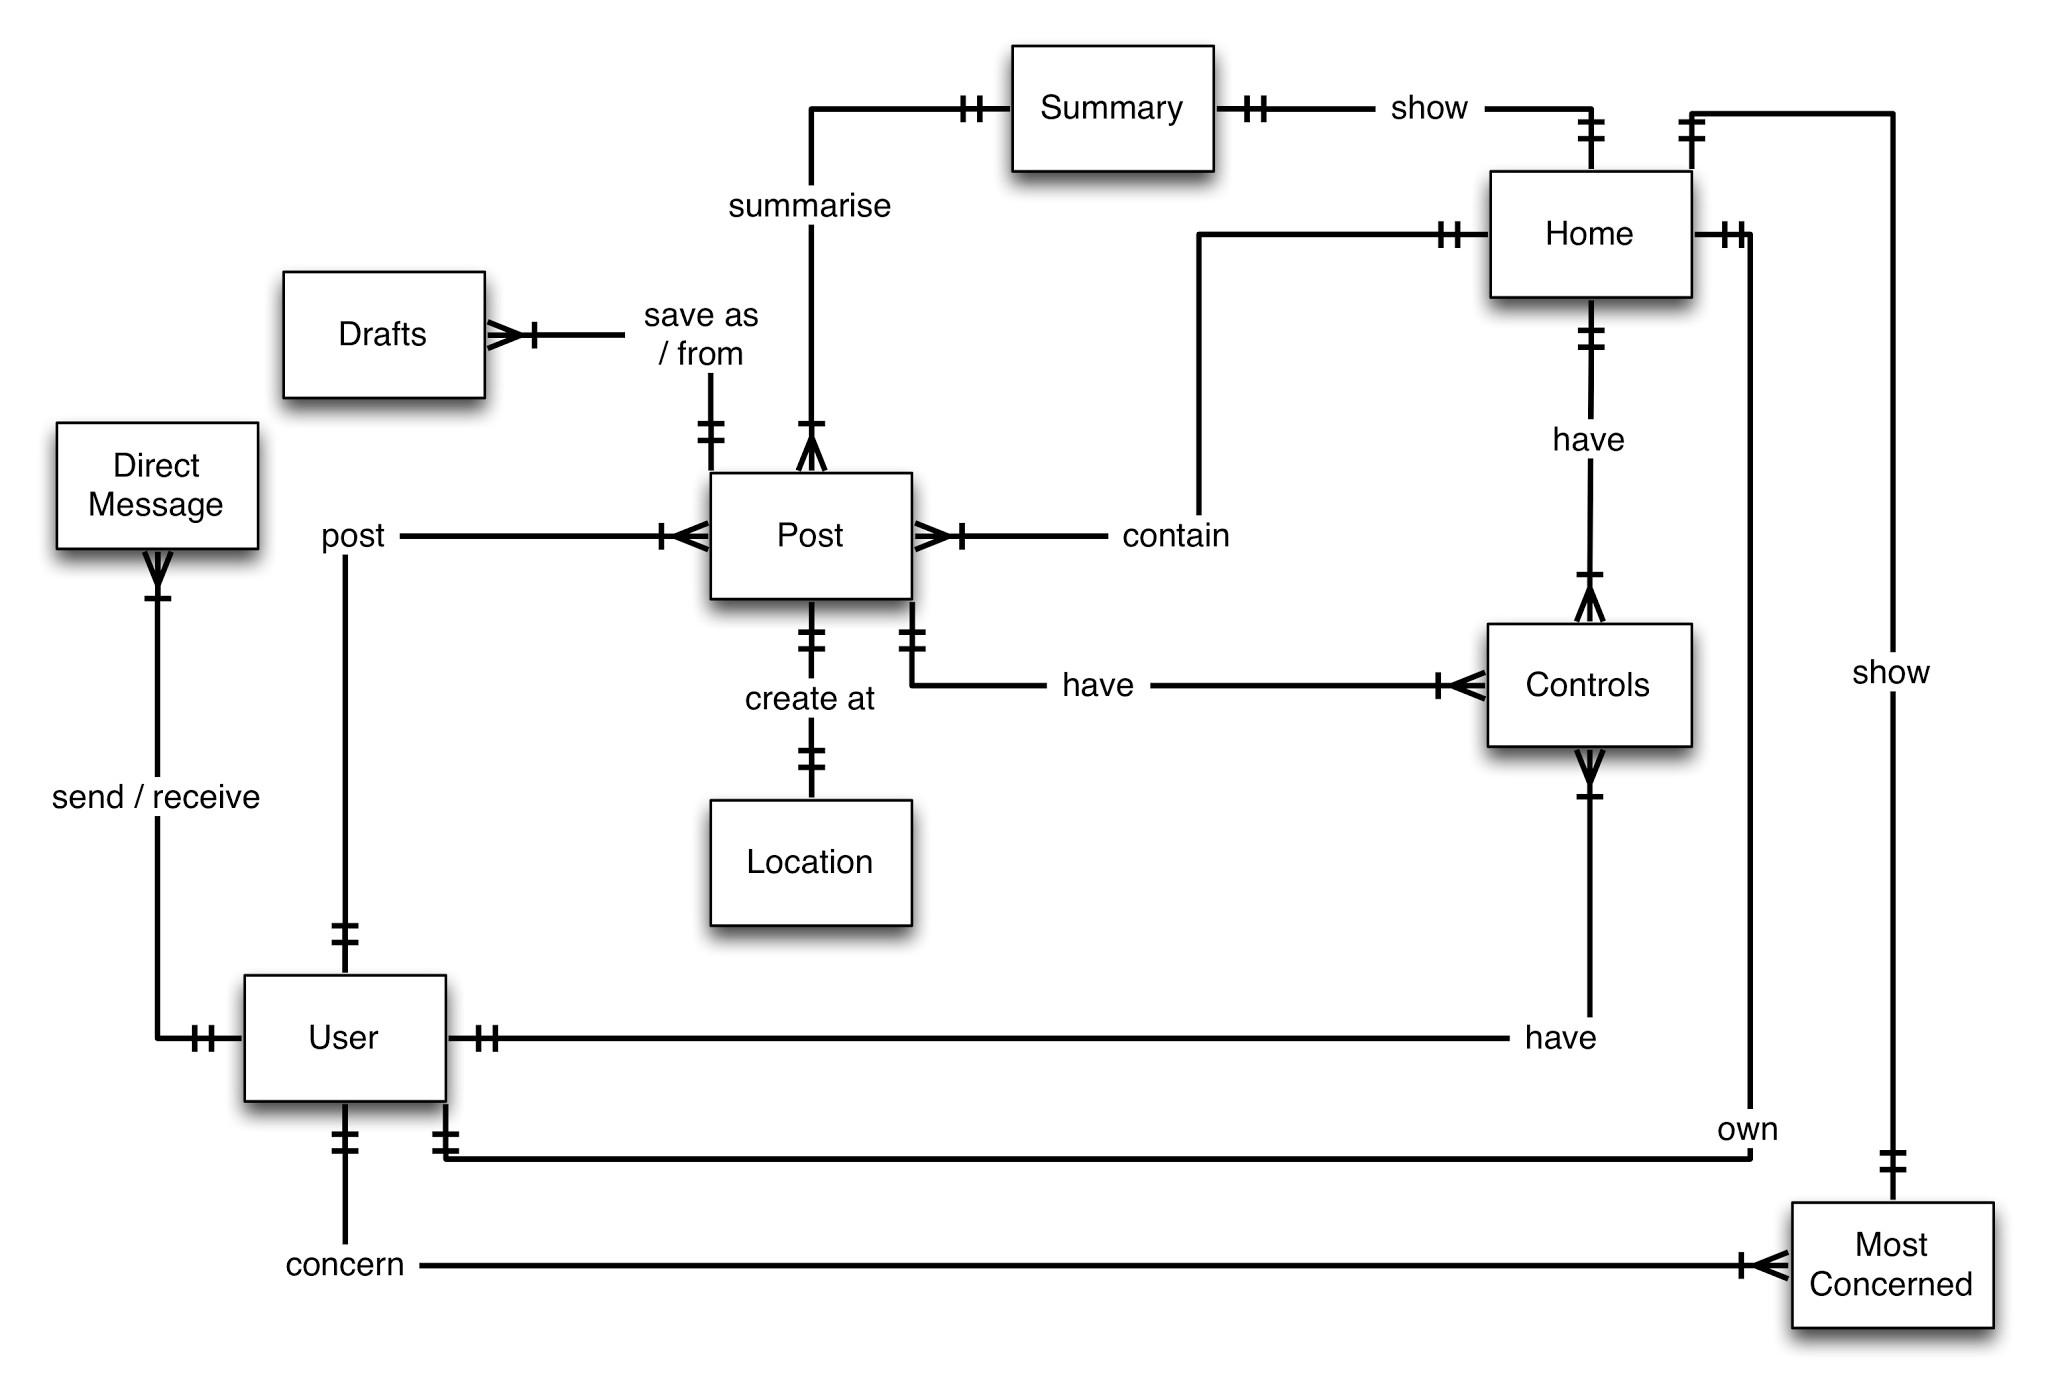 Summary
show
summarise
Home
Drafts
save as
/ from
have
Direct
Message
post
Post
contain
create at
have
Controls
show
send / receive
Location
User
have
own
concern
Most
Concerned